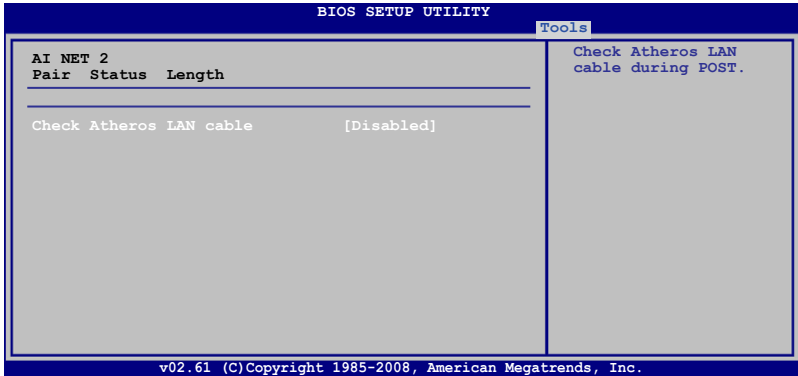 BIOS SETUP UTILITY
Tools
AI NET 2
Pair Status Length
Check Atheros LAN cable [Disabled]
Check Atheros LAN
cable during POST.
v02.61 (C)Copyright 1985-2008, American Megatrends, Inc.